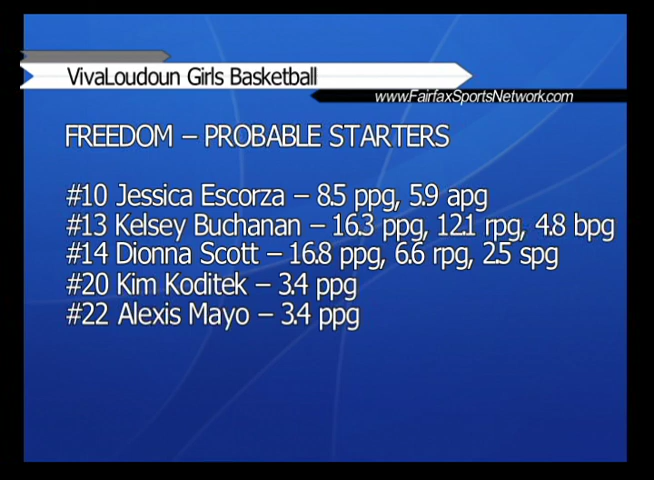 VivaLoudoun Girls Basketball
www.FairfaxSportsNetwork.com
FREEDOM – PROBABLE STARTERS
#10 Jessica Escorza – 8.5 ppg, 5.9 apg
#13 Kelsey Buchanan – 16.3 ppg, 12.1 rpg, 4.8 bpg
#14 Dionna Scott – 16.8 ppg, 6.6 rpg, 2.5 spg
#20 Kim Koditek – 3.4 ppg
#22 Alexis Mayo – 3.4 ppg